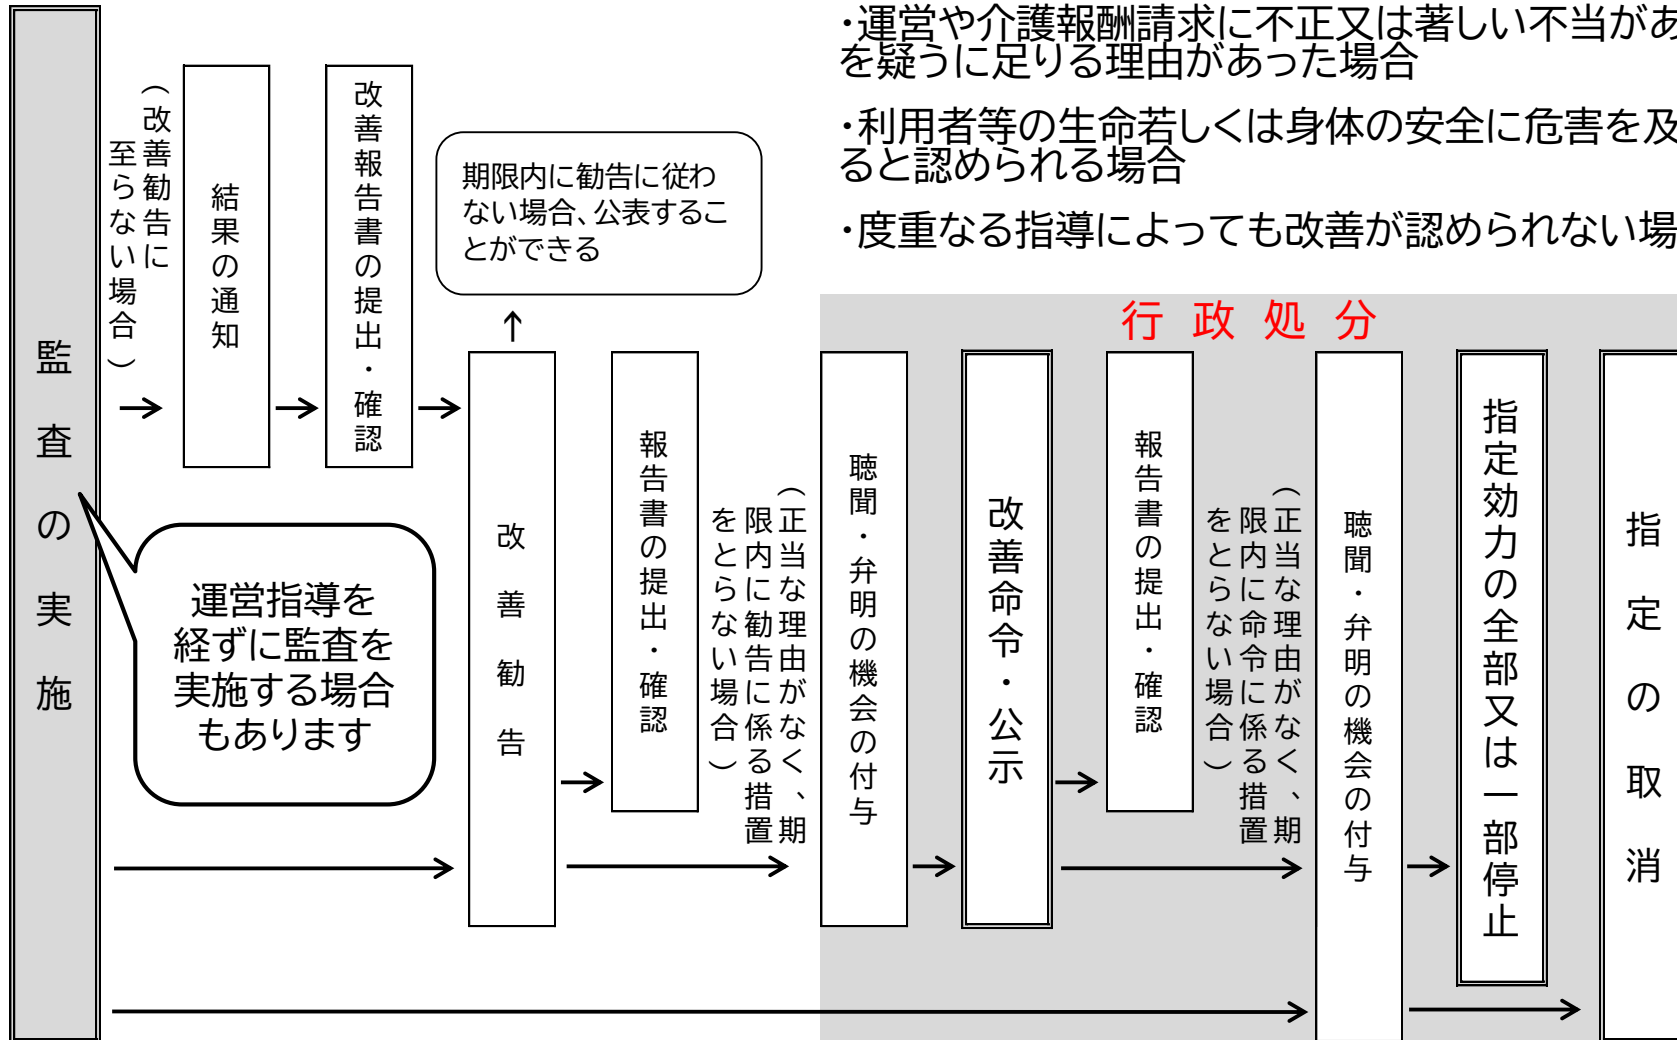 ・運営や介護報酬請求に不正又は著しい不当があ
を疑うに足りる理由があった場合
・利用者等の生命若しくは身体の安全に危害を及
ると認められる場合
・度重なる指導によっても改善が認められない場
監査の実施
（改善勧告に
至らない場合）
結果の通知
改善報告書の提出・確認
期限内に勧告に従わ
ない場合、公表するこ
とができる
↑
運営指導を
経ずに監査を
実施する場合
もあります
改善勧告
報告書の提出・確認
（正当な理由がなく、期
限内に勧告に係る措置
をとらない場合）
行政処分
聴聞・弁明の機会の付与
改善命令・公示
報告書の提出・確認
（正当な理由がなく、期
限内に命令に係る措置
をとらない場合）
聴聞・弁明の機会の付与
指定効力の全部又は一部停止
指定の取消